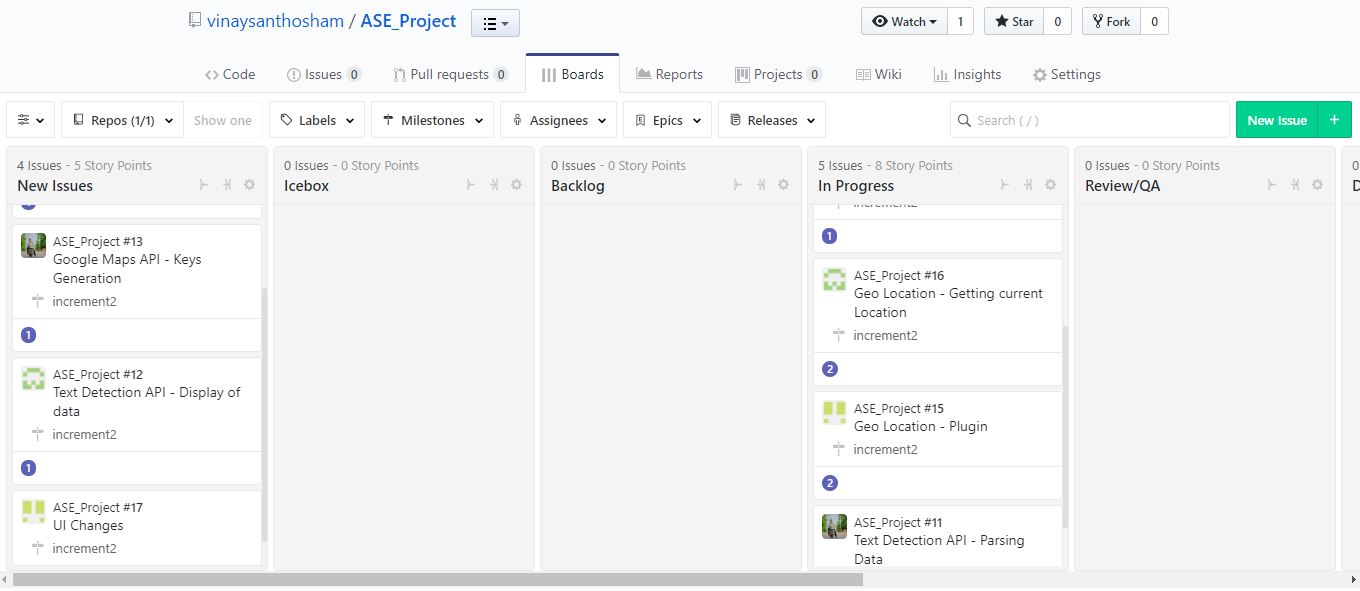 vinaysanthosham / ASE_Project
Watch 1 Star 0 Fork 0
Code Issues 0 Pull requests 0 Boards Reports Projects 0 Wiki Insights Settings
Repos (1/1) Show one Labels Milestones Assignees Epics Releases Search ( / ) New Issue +
4 Issues - 5 Story Points
New Issues
ASE_Project #13
Google Maps API - Keys
Generation
increment2
1
ASE_Project #12
Text Detection API - Display of
data
increment2
1
ASE_Project #17
UI Changes
increment2
0 Issues - 0 Story Points
Icebox
0 Issues - 0 Story Points
Backlog
5 Issues - 8 Story Points
In Progress
increment2
1
ASE_Project #16
Geo Location - Getting current
Location
increment2
2
ASE_Project #15
Geo Location - Plugin
increment2
2
ASE_Project #11
Text Detection API - Parsing
Data
0 Issues - 0 Story Points
Review/QA
0
D